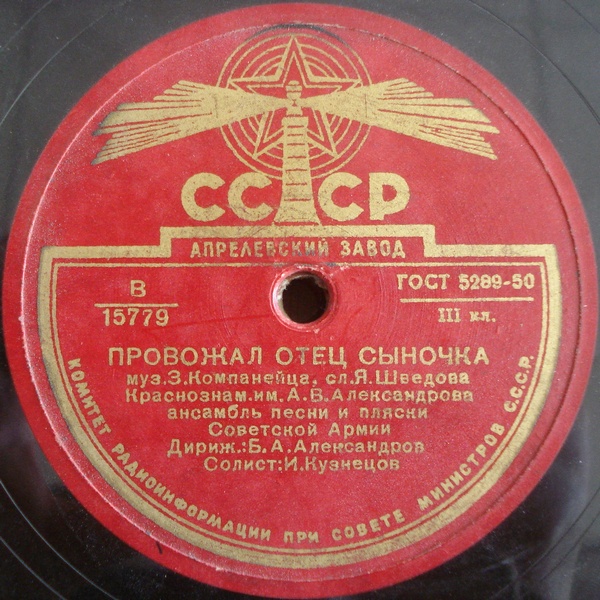 СССР
АПРЕЛЕВСКИЙ ЗАВОД
В
15779
ГОСТ 5289-50
III кл.
ПРОВОЖАЛ ОТЕЦ СЫНОЧКА
муз.З.Компанейца, сл.Я.Шведова
Краснознам.им.А.В.Александрова
ансамбль песни и пляски
Советской Армии
Дириж.:Б.А.Александров
Солист:И.Кузнецов
КОМИТЕТ РАДИОИНФОРМАЦИИ ПРИ СОВЕТЕ МИНИСТРОВ С.С.С.Р.